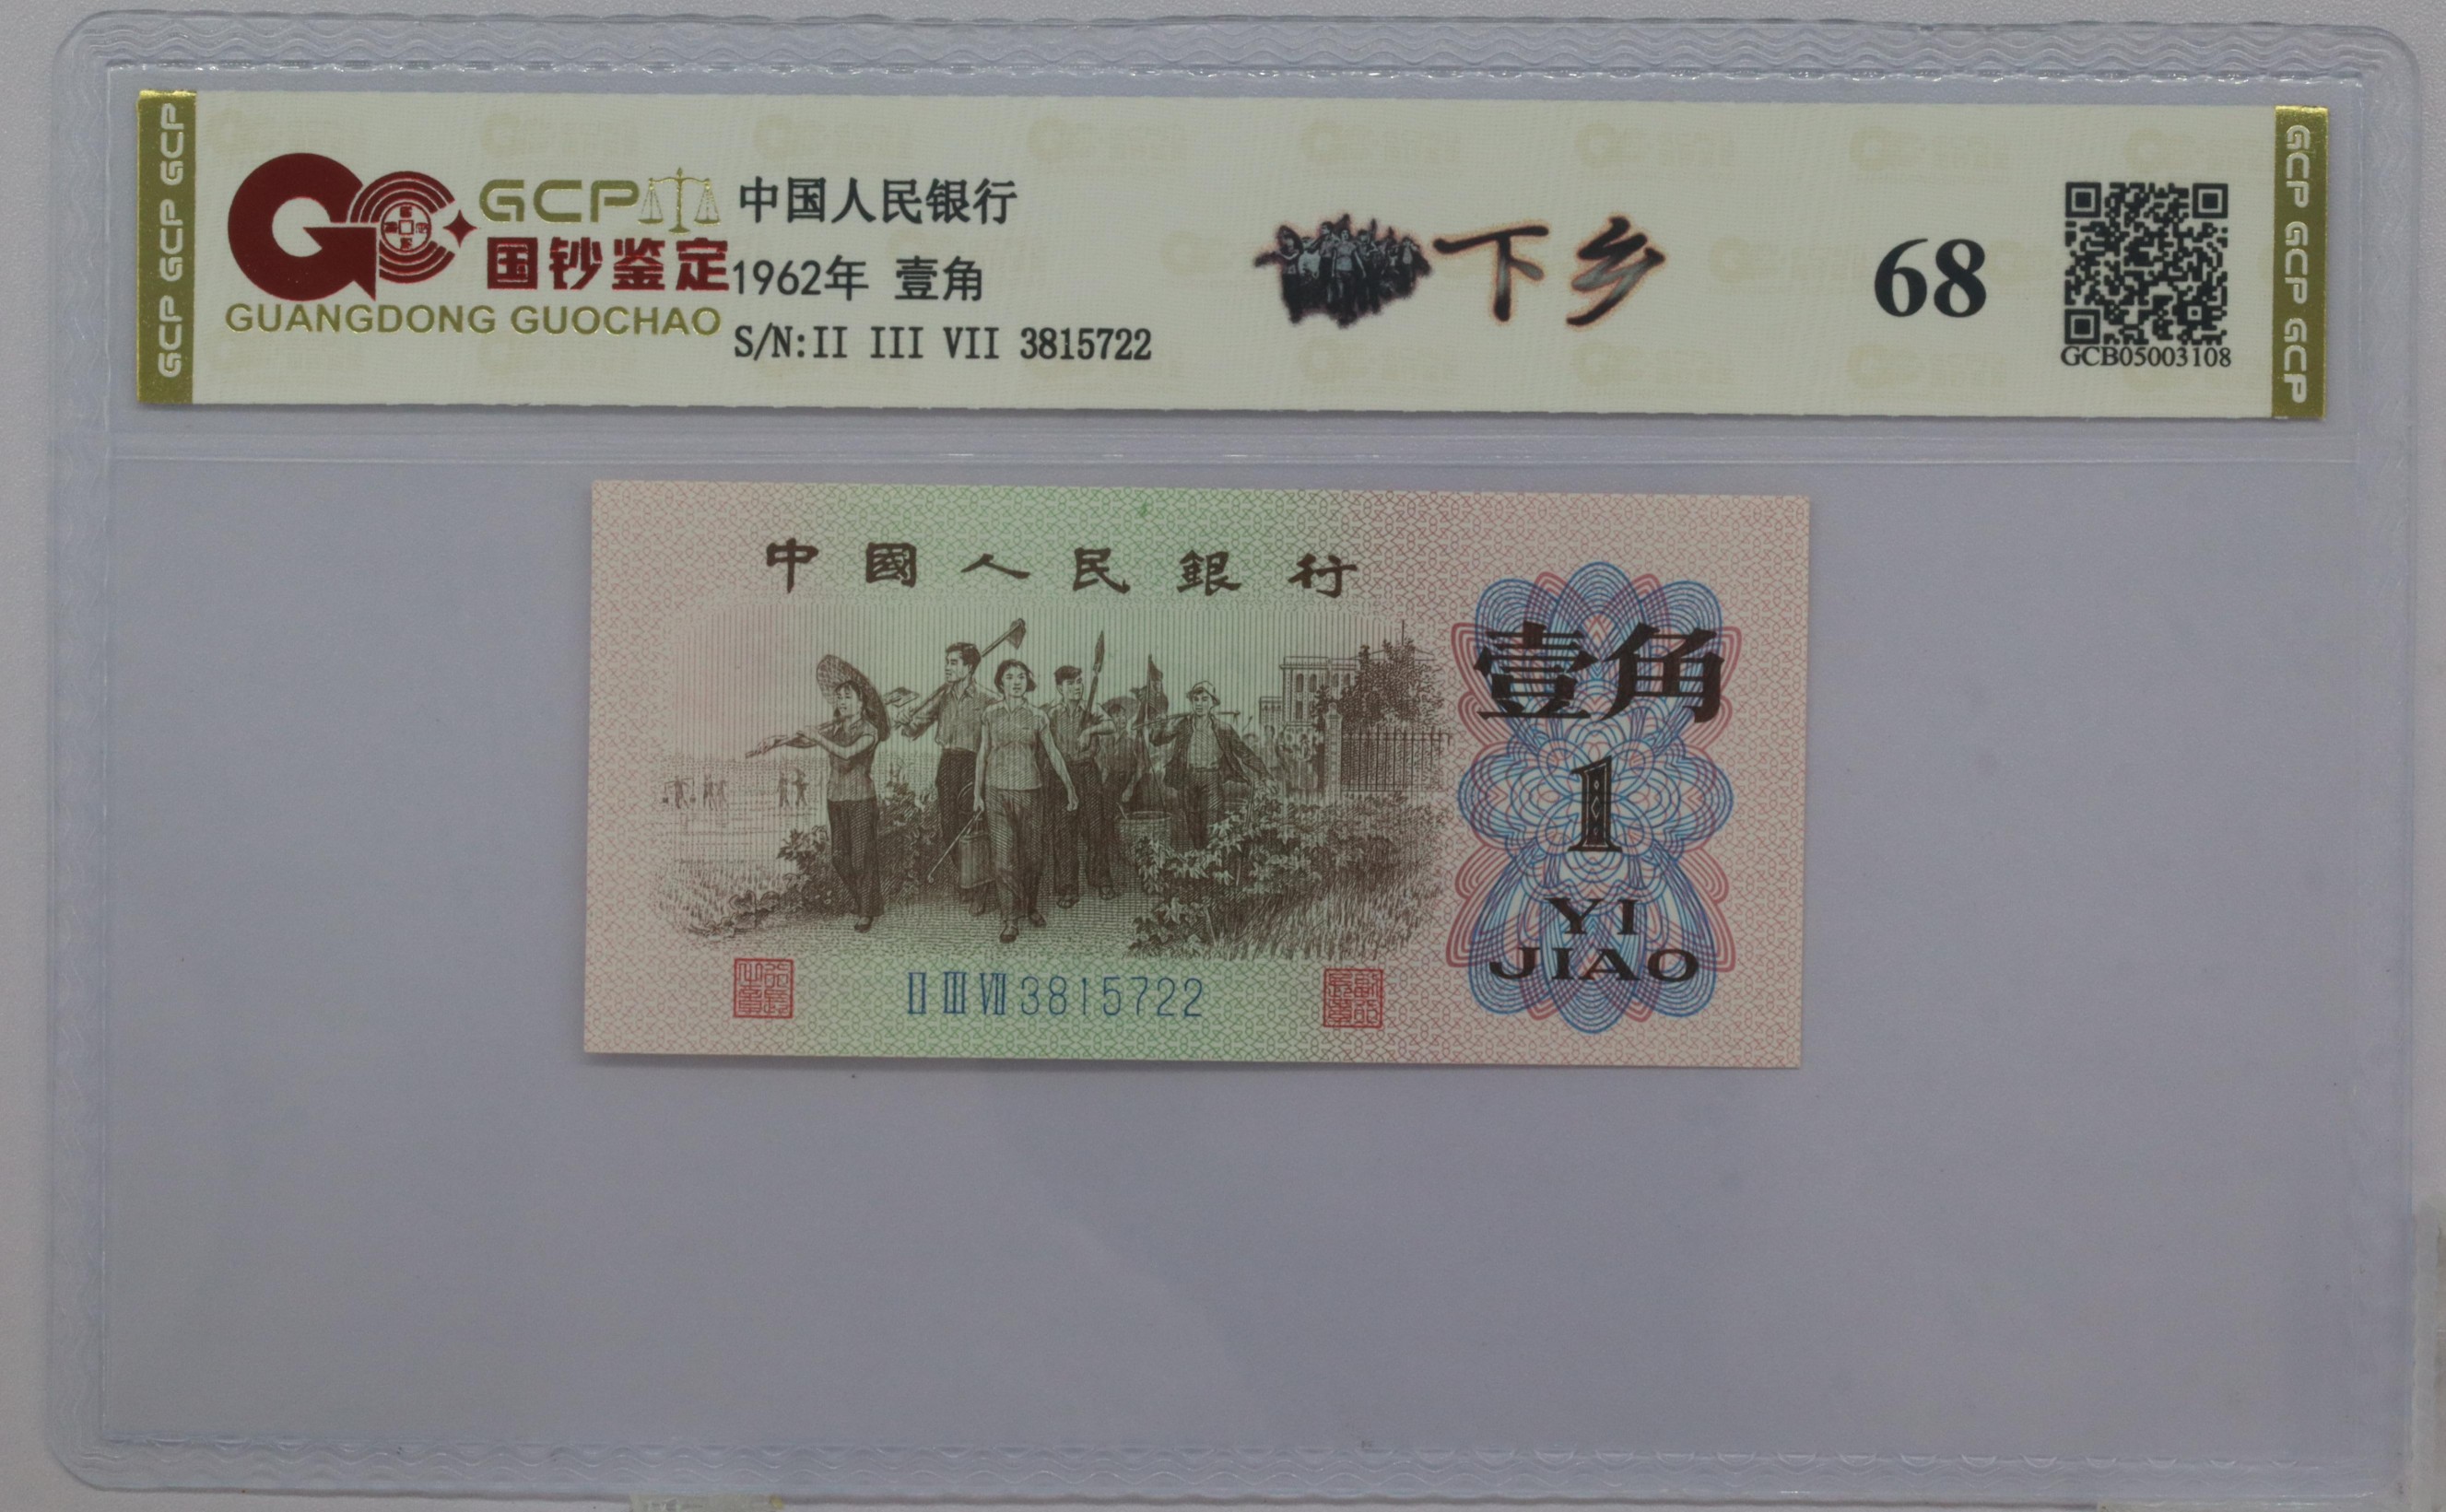 GCP GCP GCP
GCP
国钞鉴定
GUANGDONG GUOCHAO
中国人民银行
1962年 壹角
S/N:II III VII 3815722
下乡
68
GCB05003108
GCP GCP GCP
中國人民銀行
壹角
1
YI
JIAO
II III VII 3815722